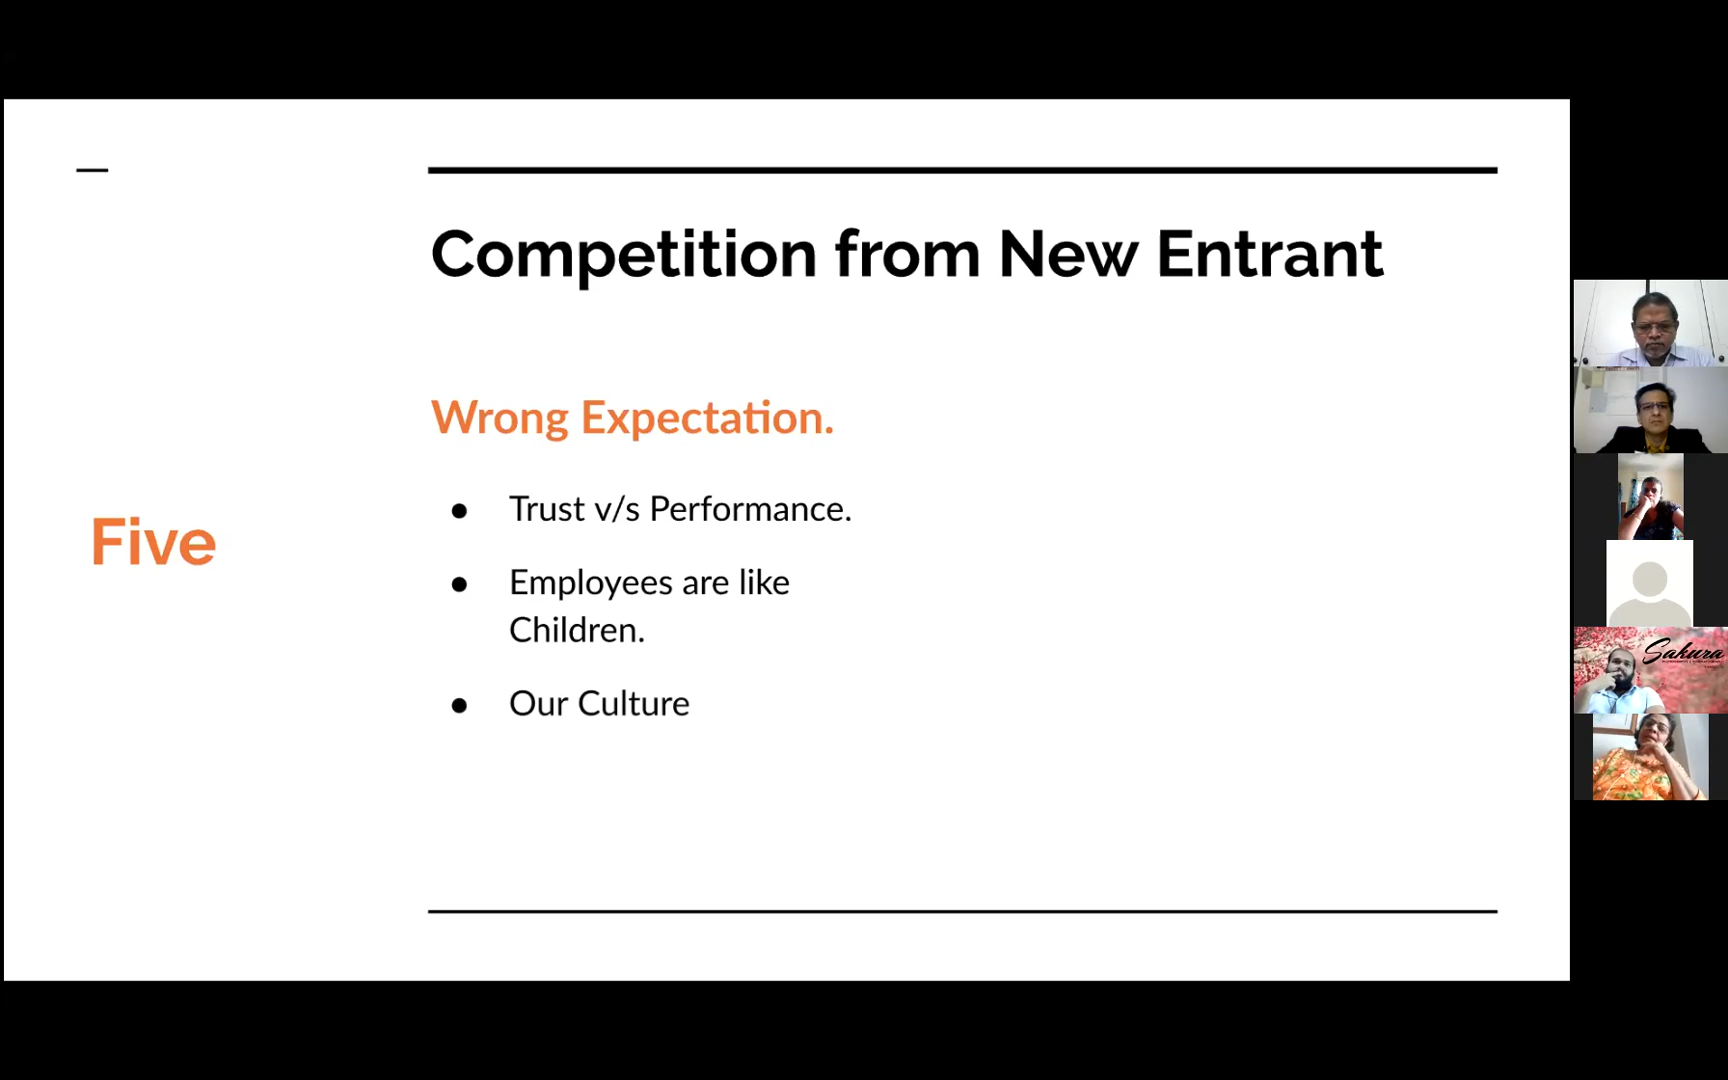 Competition from New Entrant
Wrong Expectation.
Five
● Trust v/s Performance.
● Employees are like
Children.
● Our Culture
Sakura